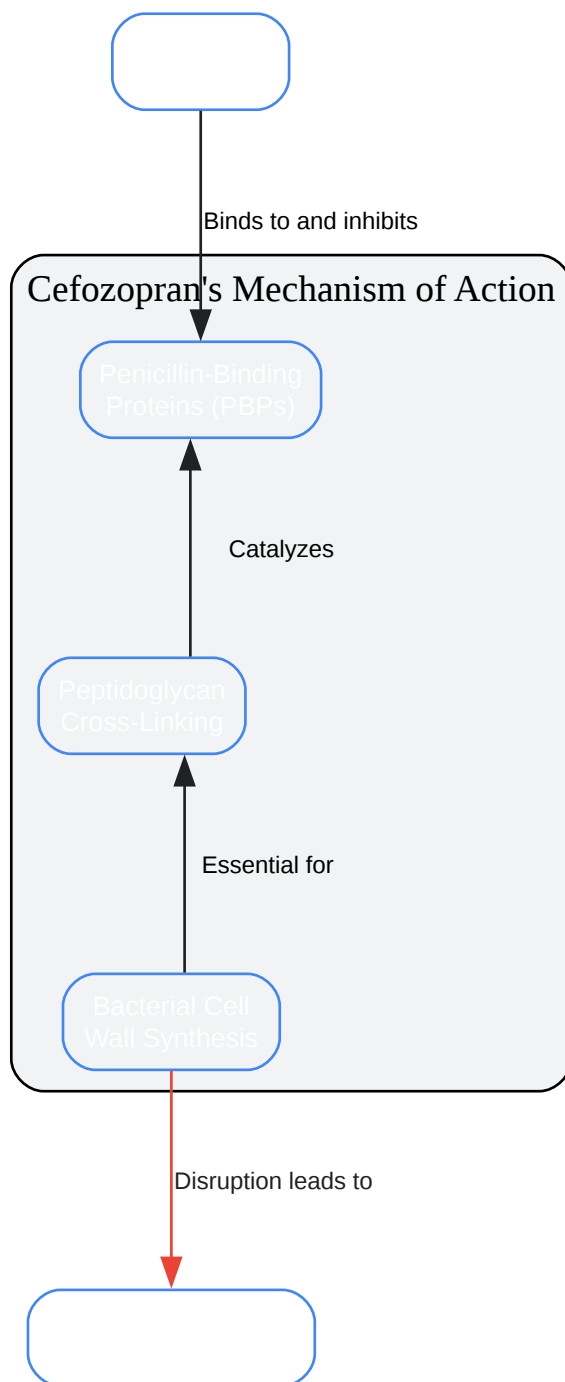 Binds to and inhibits
Cefozopran's Mechanism of Action
Penicillin-Binding
Proteins (PBPs)
Catalyzes
Peptidoglycan
Cross-Linking
Essential for
Bacterial Cell
Wall Synthesis
Disruption leads to